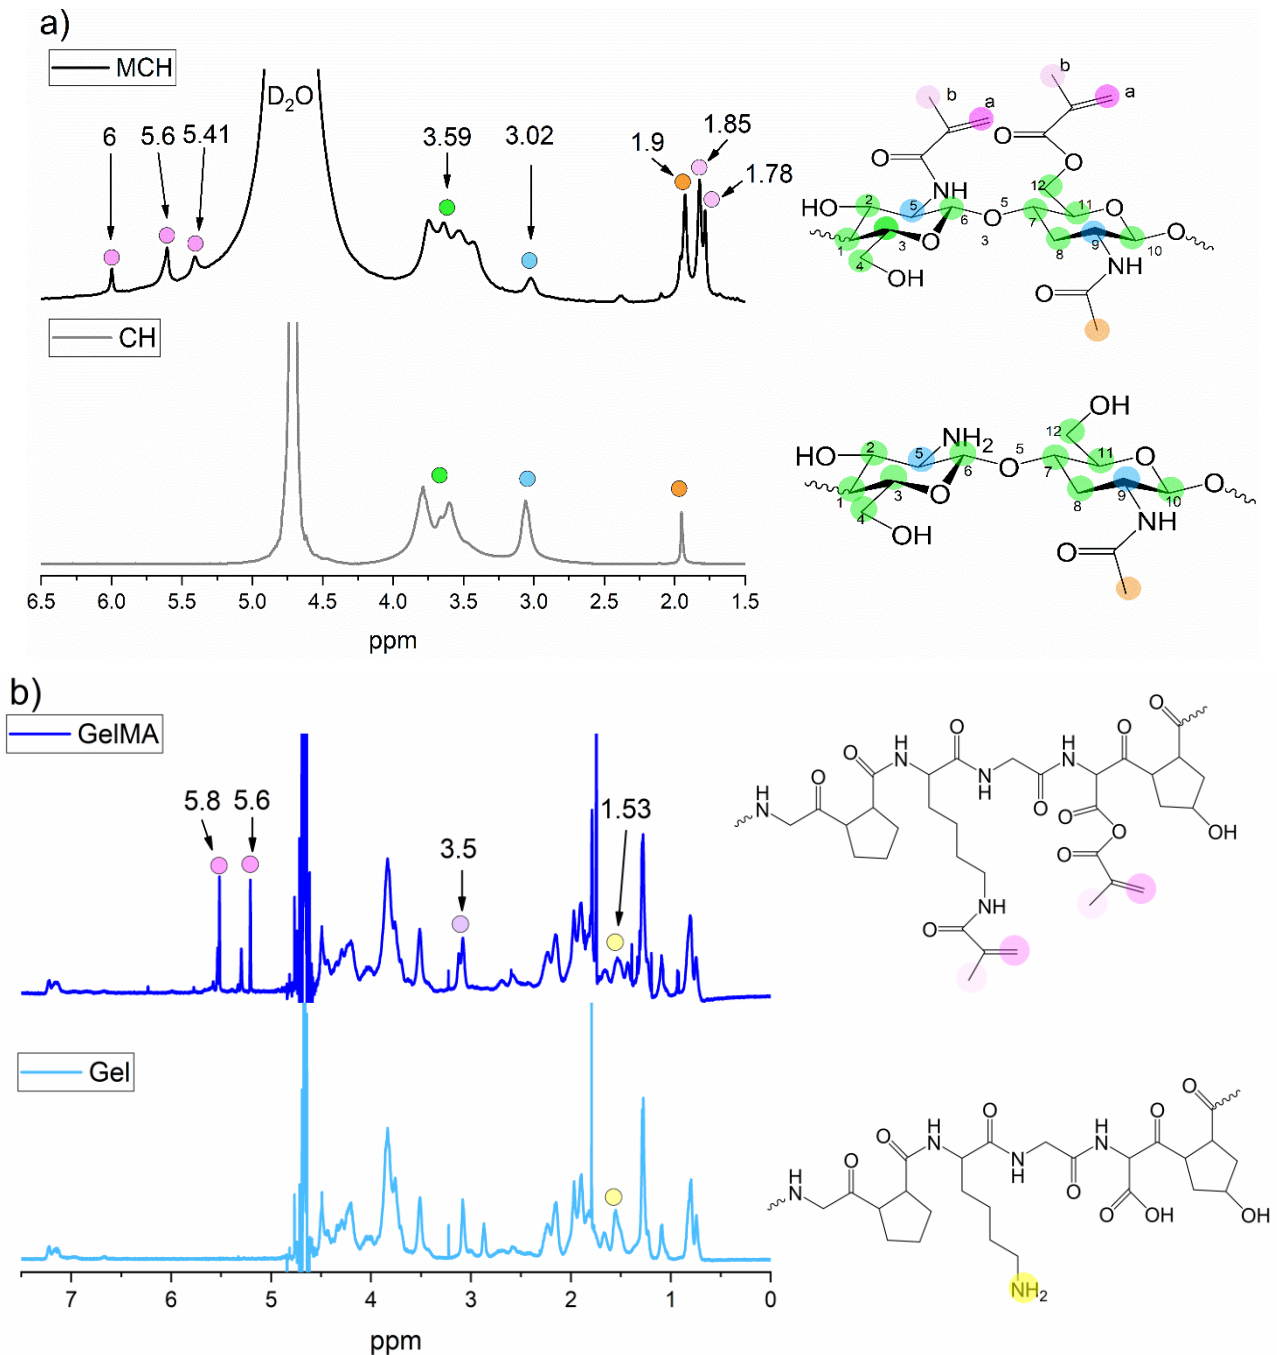 a)
MCH
D2O
6
5.6
5.41
3.59
3.02
1.9
1.85
1.78
b
a
b
a
O
O
O
NH
HO
2
5
6
O
5
3
12
11
O
7
8
9
10
O
1
3
O
4
OH
NH
O
CH
OH
12
NH2
HO
2
5
6
O
5
7
11
O
8
9
10
O
1
3
O
4
OH
NH
O
6.5 6.0 5.5 5.0 4.5 4.0 3.5 3.0 2.5 2.0 1.5
ppm
b)
GelMA
5.8
5.6
3.5
1.53
O
O
O
H
N
O
H
N
O
N
H
O
O
O
OH
O
H
N
NH
O
Gel
O
O
O
H
N
O
H
N
O
N
H
O
O
OH
OH
H
N
NH2
7 6 5 4 3 2 1 0
ppm